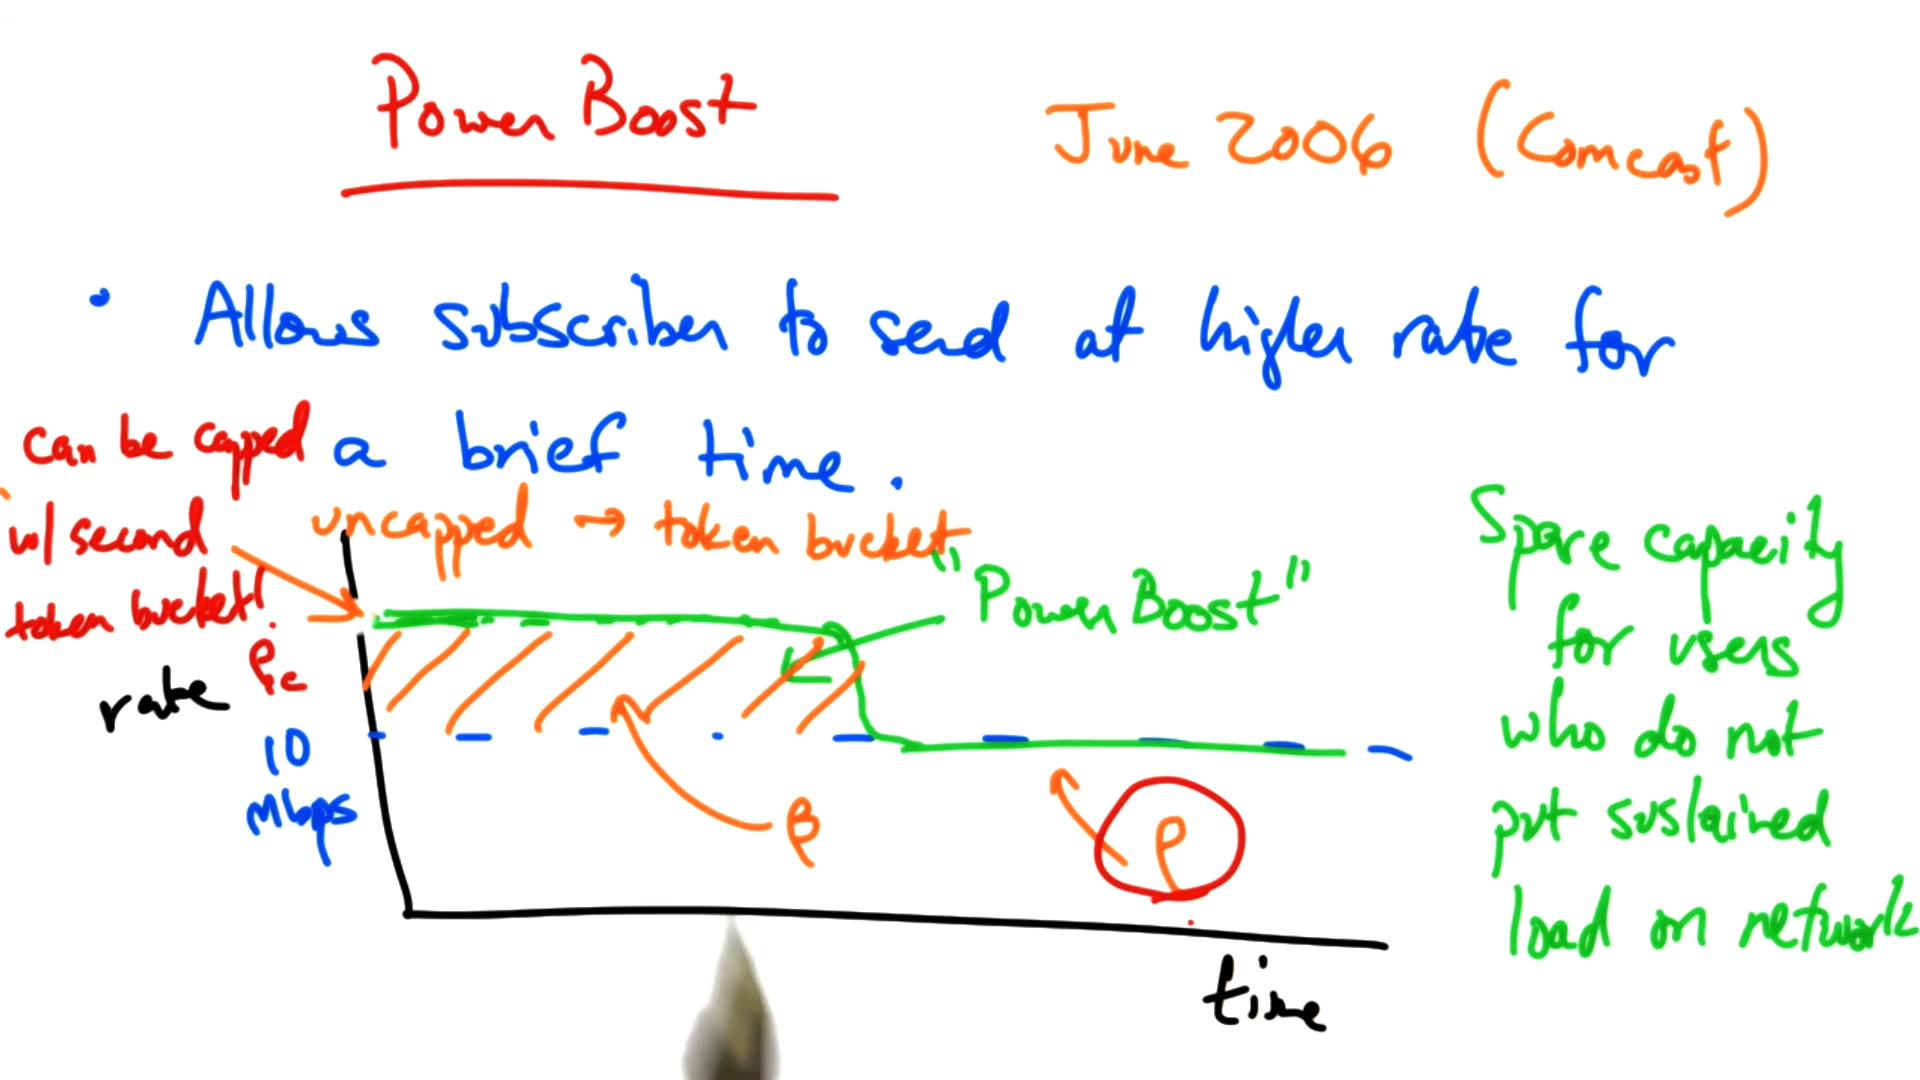 Power Boost
June 2006 (Comcast)
• Allows subscriber to send at higher rate for
a brief time.
can be capped
w/ second
token bucket!
uncapped → token bucket
"Power Boost"
rate
ρc
10
Mbps
β
ρ
time
Spare capacity
for users
who do not
put sustained
load on network